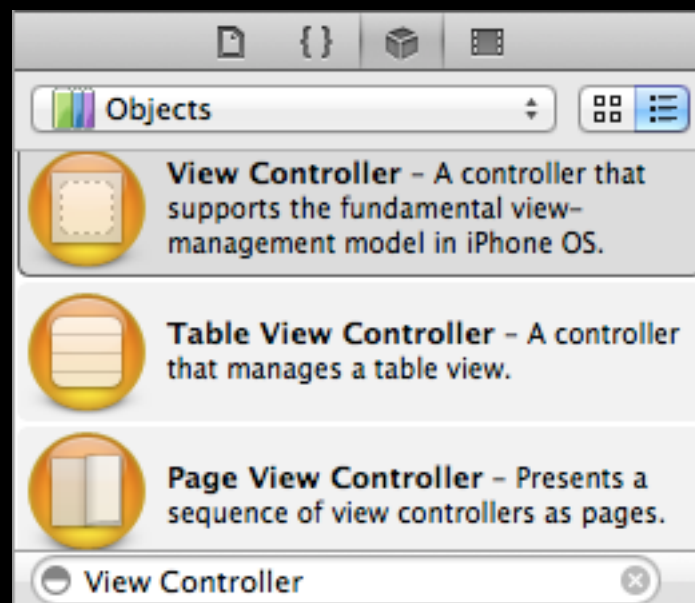 { }
Objects
View Controller – A controller that
supports the fundamental view-
management model in iPhone OS.
Table View Controller – A controller
that manages a table view.
Page View Controller – Presents a
sequence of view controllers as pages.
View Controller